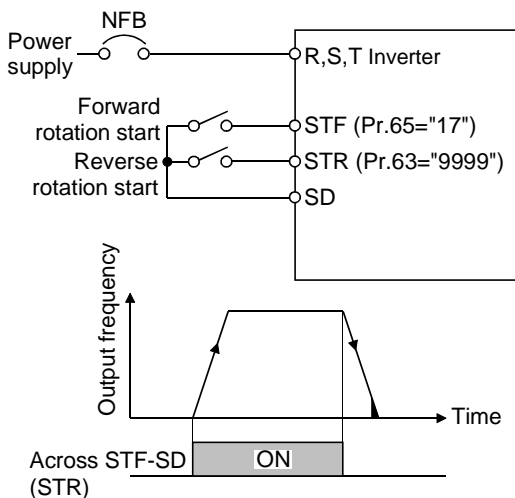 NFB
Power
supply
R,S,T Inverter
Forward
rotation start
STF (Pr.65="17")
Reverse
rotation start
STR (Pr.63="9999")
SD
Output frequency
Time
Across STF-SD
(STR)
ON